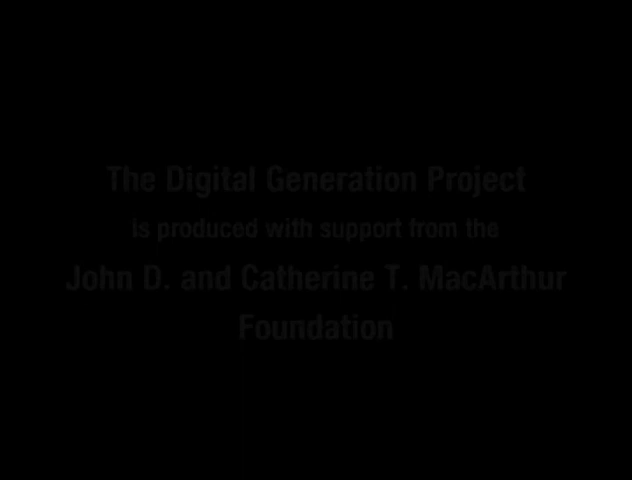 The Digital Generation Project
is produced with support from the
John D. and Catherine T. MacArthur
Foundation